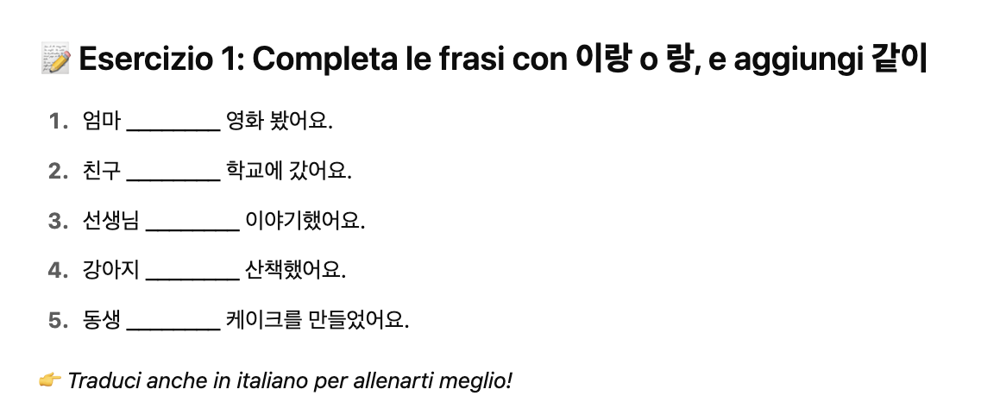 📝 Esercizio 1: Completa le frasi con 이랑 o 랑, e aggiungi 같이
1. 엄마 ________ 영화 봤어요.
2. 친구 ________ 학교에 갔어요.
3. 선생님 ________ 이야기했어요.
4. 강아지 ________ 산책했어요.
5. 동생 ________ 케이크를 만들었어요.
👉 Traduci anche in italiano per allenarti meglio!